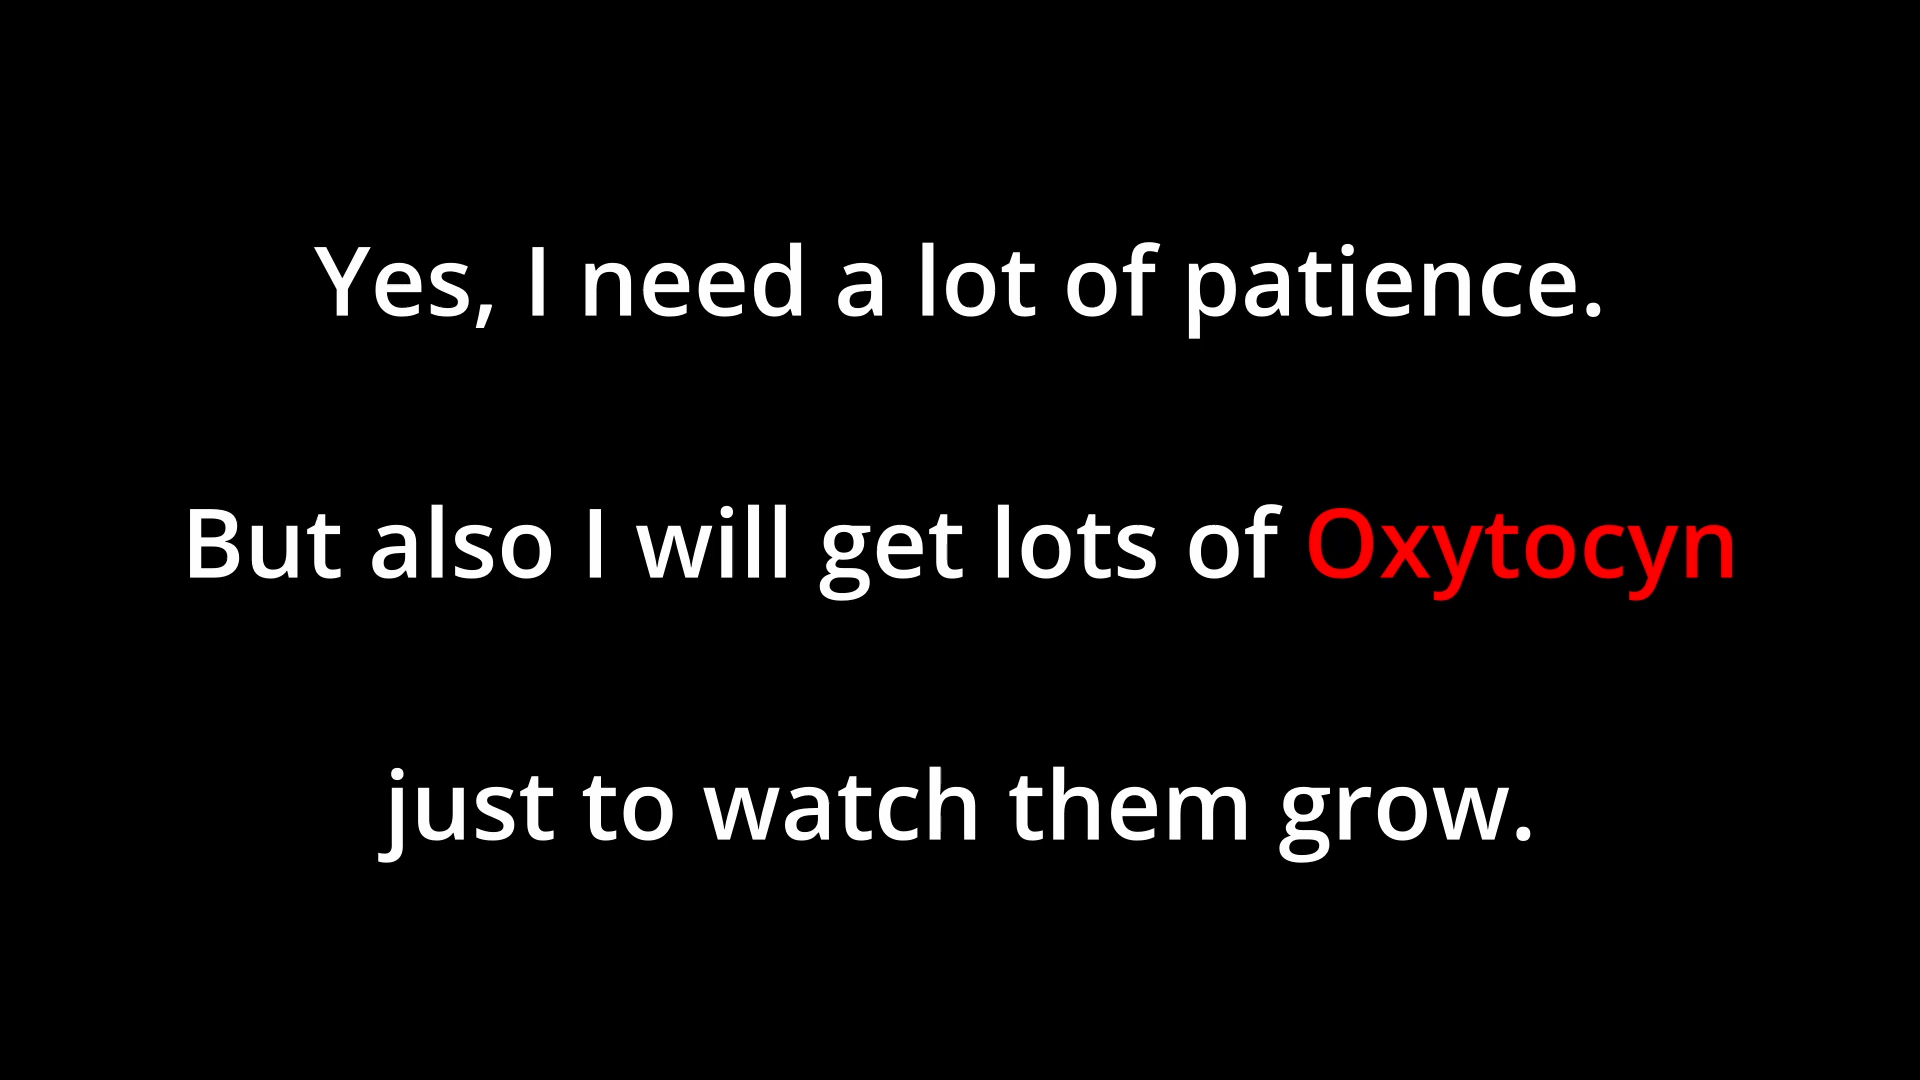 Yes, I need a lot of patience.
But also I will get lots of Oxytocyn
just to watch them grow.